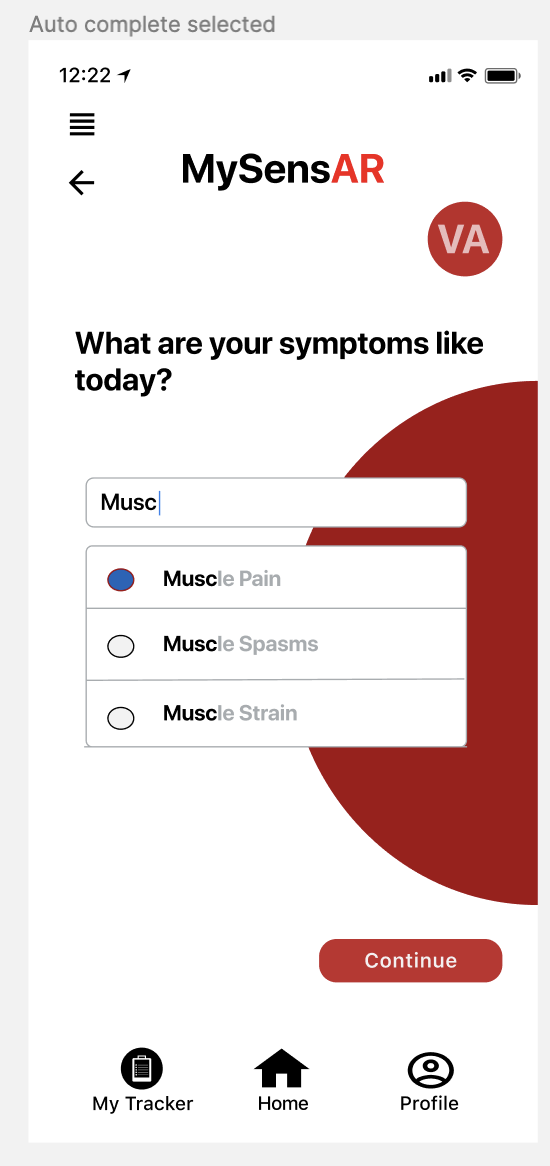 Auto complete selected
12:22
MySensAR
VA
What are your symptoms like
today?
Musc
Muscle Pain
Muscle Spasms
Muscle Strain
Continue
My Tracker
Home
Profile